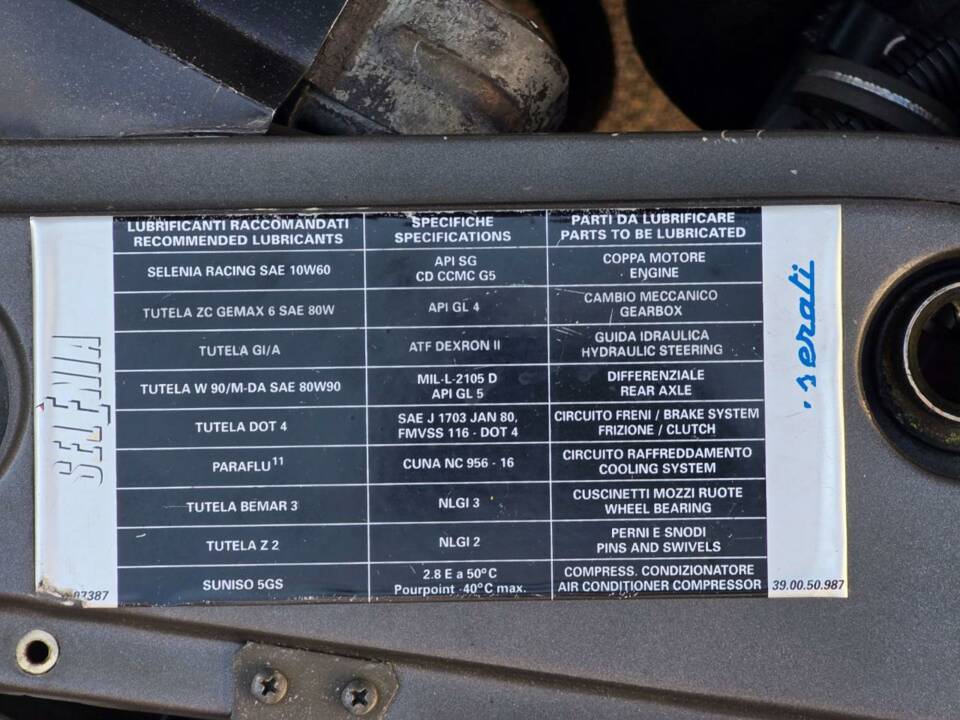 SELENIA
LUBRIFICANTI RACCOMANDATI
RECOMMENDED LUBRICANTS
SPECIFICHE
SPECIFICATIONS
PARTI DA LUBRIFICARE
PARTS TO BE LUBRICATED
SELENIA RACING SAE 10W60
API SG
CD CCMC G5
COPPA MOTORE
ENGINE
TUTELA ZC GEMAX 6 SAE 80W
API GL 4
CAMBIO MECCANICO
GEARBOX
TUTELA GI/A
ATF DEXRON II
GUIDA IDRAULICA
HYDRAULIC STEERING
TUTELA W 90/M-DA SAE 80W90
MIL-L-2105 D
API GL 5
DIFFERENZIALE
REAR AXLE
TUTELA DOT 4
SAE J 1703 JAN 80,
FMVSS 116 - DOT 4
CIRCUITO FRENI / BRAKE SYSTEM
FRIZIONE / CLUTCH
PARAFLU¹¹
CUNA NC 956 - 16
CIRCUITO RAFFREDDAMENTO
COOLING SYSTEM
TUTELA BEMAR 3
NLGI 3
CUSCINETTI MOZZI RUOTE
WHEEL BEARING
TUTELA Z 2
NLGI 2
PERNI E SNODI
PINS AND SWIVELS
SUNISO 5GS
2.8 E a 50°C
Pourpoint -40°C max.
COMPRESS. CONDIZIONATORE
AIR CONDITIONER COMPRESSOR
39.00.50.987